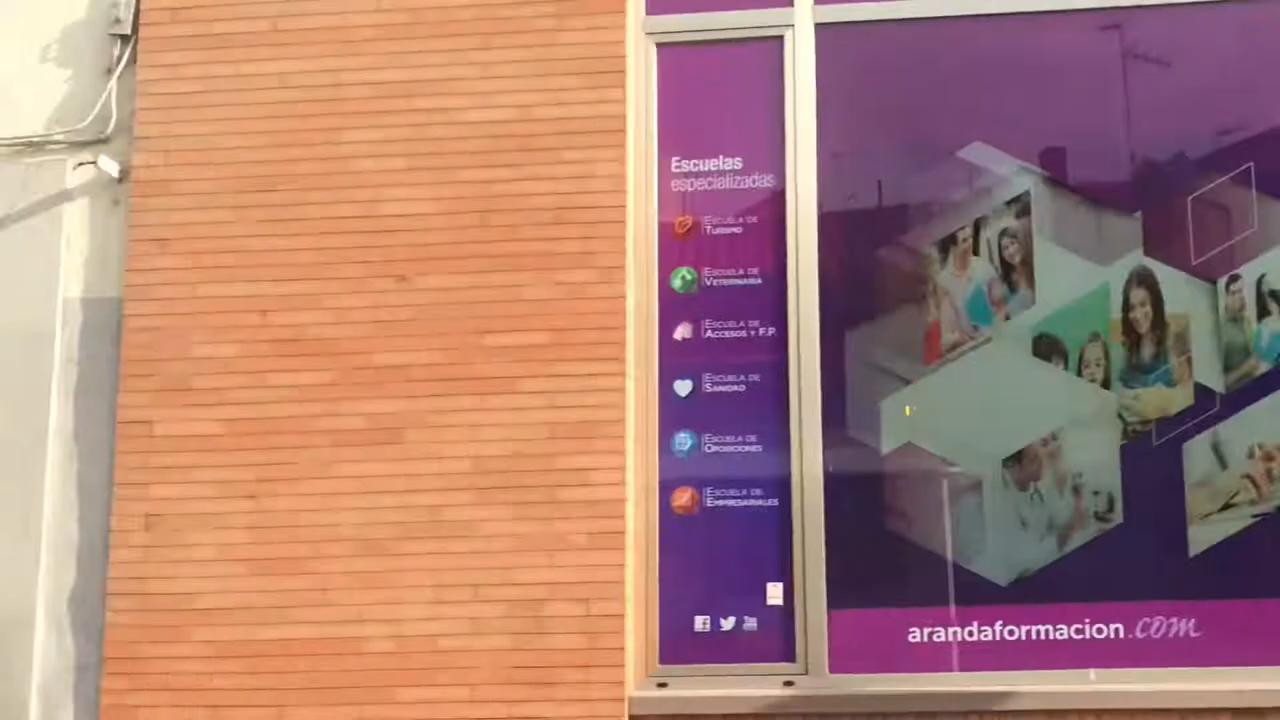 Escuelas
especializadas
Escuela de
Turismo
Escuela de
Veterinaria
Escuela de
Accesos y F.P.
Escuela de
Sanidad
Escuela de
Oposiciones
Escuela de
Empresariales
arandaformacion.com